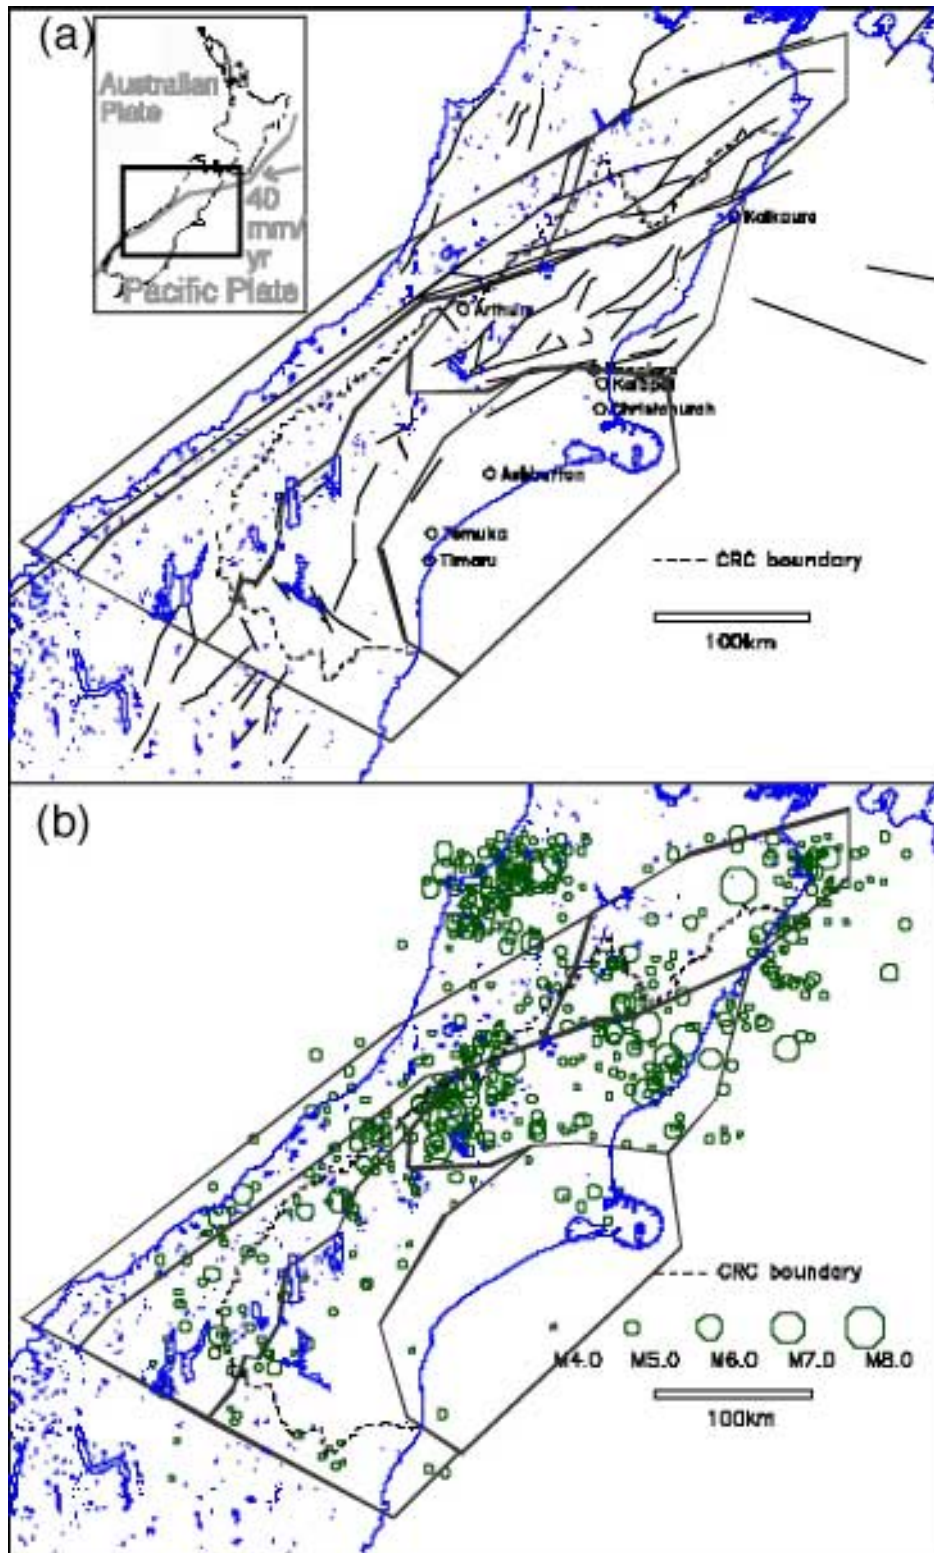 (a)
Australian
Plate
40
mm/
yr
Pacific Plate
Kaikoura
Arthurs
Kaiapoi
Christchurch
Ashburton
Temuka
Timaru
CRC boundary
(b)
CRC boundary
M4.0 M5.0 M6.0 M7.0 M8.0
100km